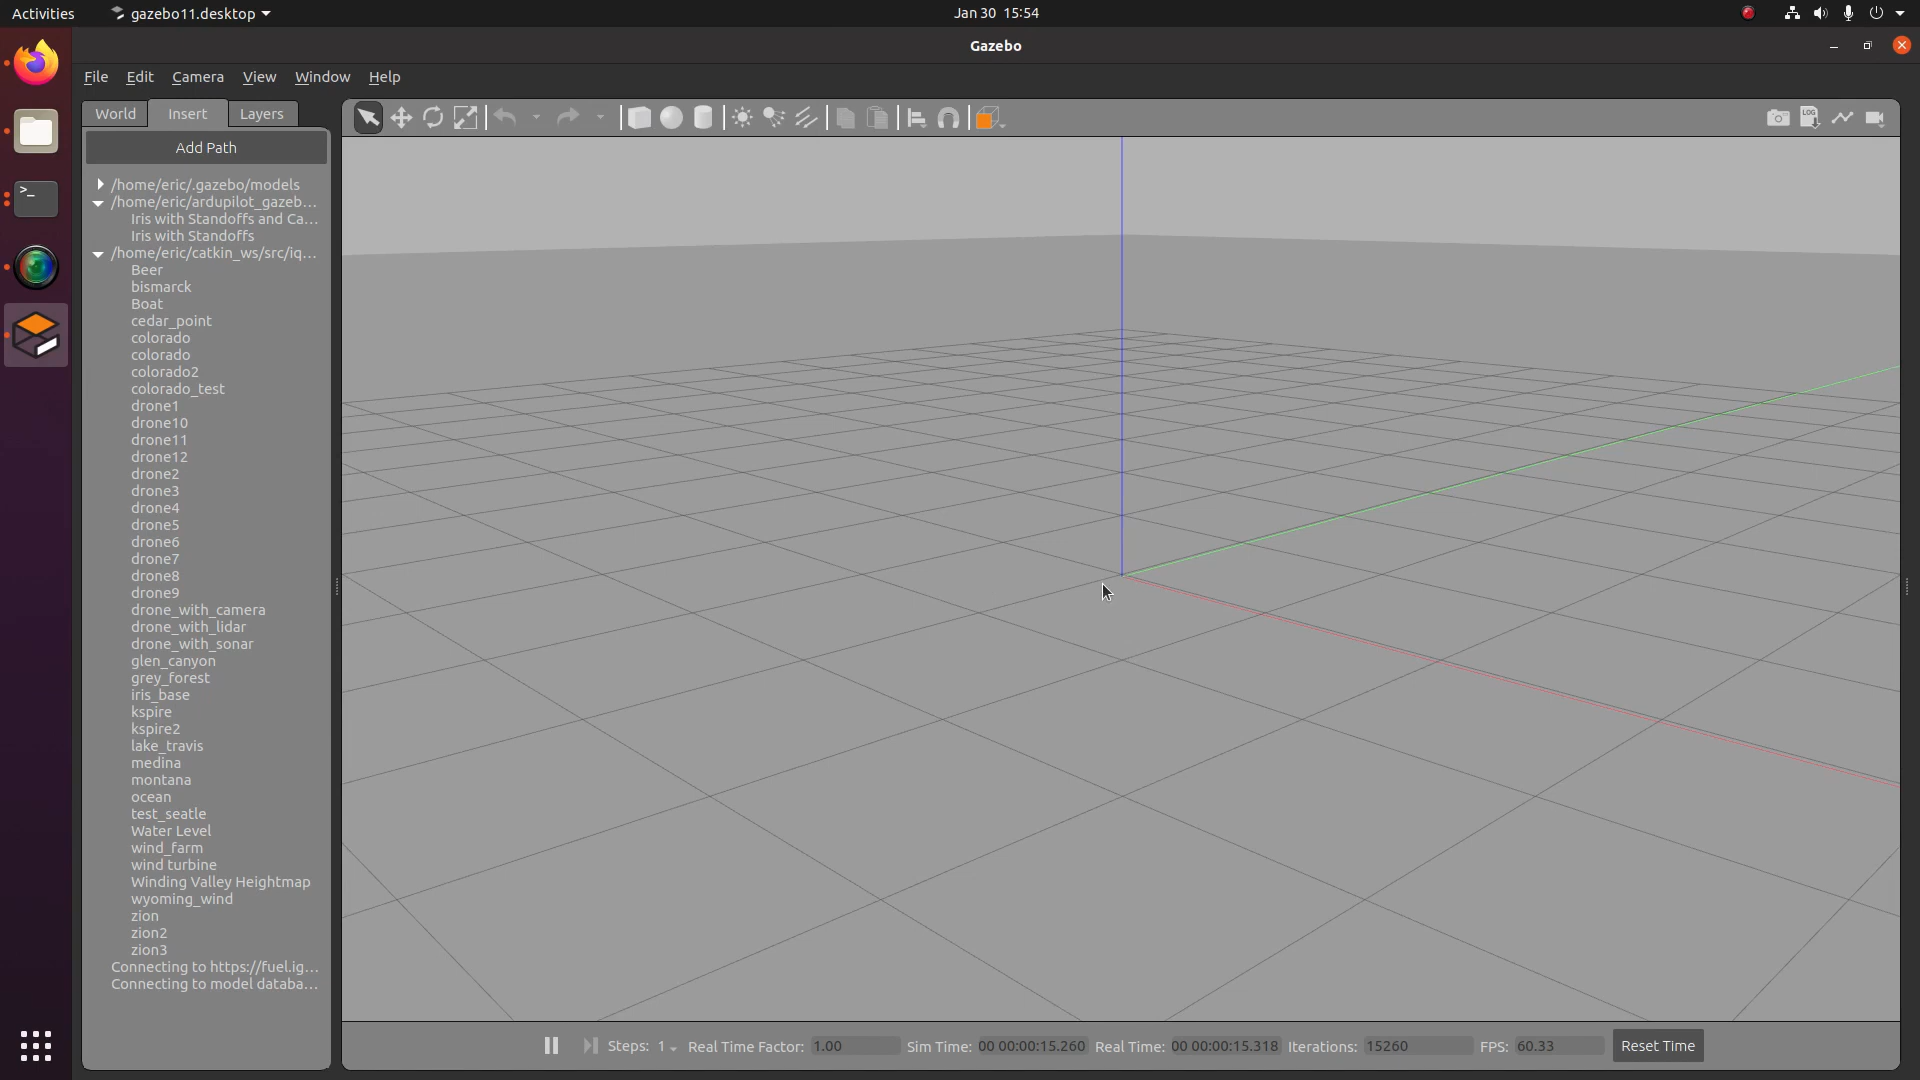 Activities
gazebo11.desktop
Jan 30 15:54
Gazebo
File Edit Camera View Window Help
World Insert Layers
Add Path
/home/eric/.gazebo/models
/home/eric/ardupilot_gazeb...
Iris with Standoffs and Ca...
Iris with Standoffs
/home/eric/catkin_ws/src/iq...
Beer
bismarck
Boat
cedar_point
colorado
colorado
colorado2
colorado_test
drone1
drone10
drone11
drone12
drone2
drone3
drone4
drone5
drone6
drone7
drone8
drone9
drone_with_camera
drone_with_lidar
drone_with_sonar
glen_canyon
grey_forest
iris_base
kspire
kspire2
lake_travis
medina
montana
ocean
test_seatle
Water Level
wind_farm
wind turbine
Winding Valley Heightmap
wyoming_wind
zion
zion2
zion3
Connecting to https://fuel.ig...
Connecting to model databa...
LOG
Steps: 1 Real Time Factor: 1.00 Sim Time: 00 00:00:15.260 Real Time: 00 00:00:15.318 Iterations: 15260 FPS: 60.33 Reset Time